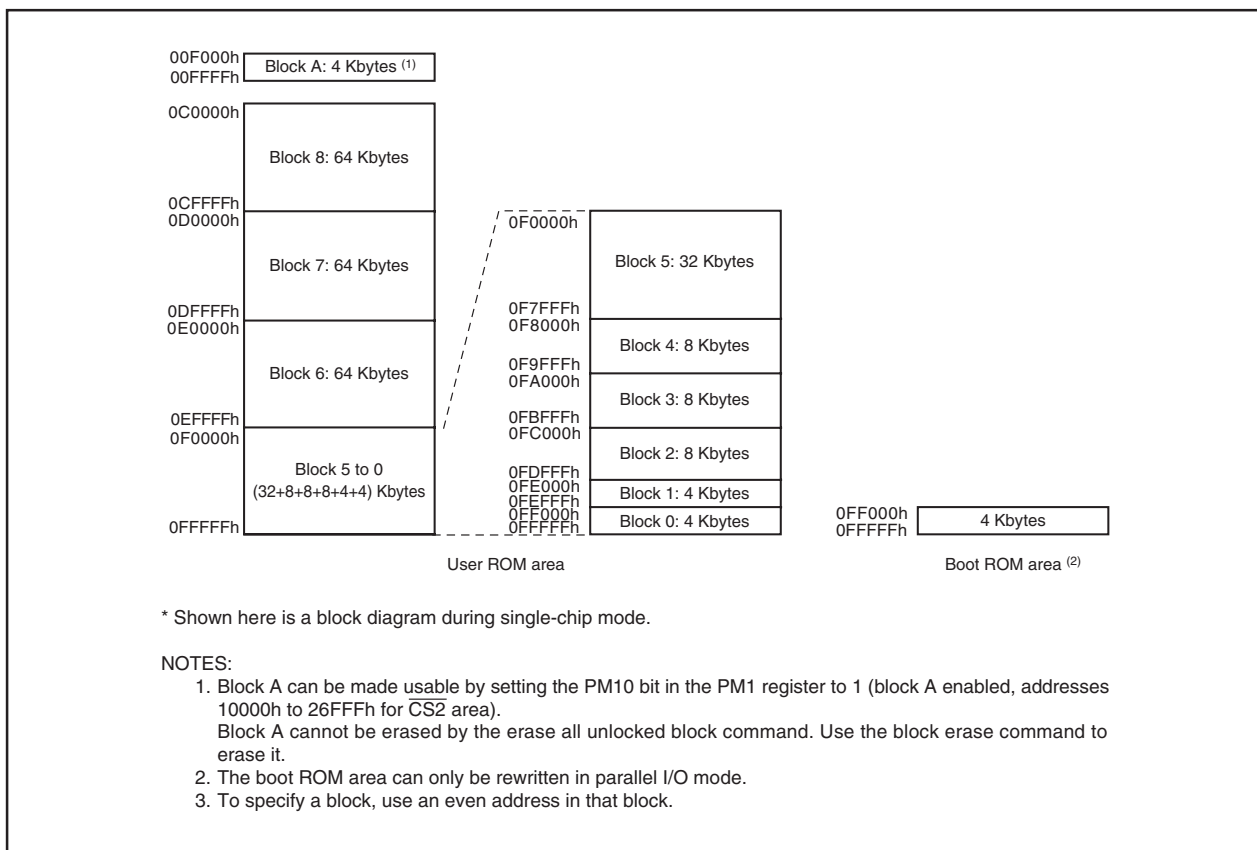 00F000h
00FFFFh
Block A: 4 Kbytes (1)
0C0000h
Block 8: 64 Kbytes
0CFFFFh
0D0000h
Block 7: 64 Kbytes
0DFFFFh
0E0000h
Block 6: 64 Kbytes
0EFFFFh
0F0000h
Block 5 to 0
(32+8+8+8+4+4) Kbytes
0FFFFFh
0F0000h
Block 5: 32 Kbytes
0F7FFFh
0F8000h
Block 4: 8 Kbytes
0F9FFFh
0FA000h
Block 3: 8 Kbytes
0FBFFFh
0FC000h
Block 2: 8 Kbytes
0FDFFFh
0FE000h
Block 1: 4 Kbytes
0FEFFFh
0FF000h
Block 0: 4 Kbytes
0FFFFFh
0FF000h
0FFFFFh
4 Kbytes
User ROM area
Boot ROM area (2)
* Shown here is a block diagram during single-chip mode.
NOTES:
1. Block A can be made usable by setting the PM10 bit in the PM1 register to 1 (block A enabled, addresses
10000h to 26FFFh for CS2 area).
Block A cannot be erased by the erase all unlocked block command. Use the block erase command to
erase it.
2. The boot ROM area can only be rewritten in parallel I/O mode.
3. To specify a block, use an even address in that block.